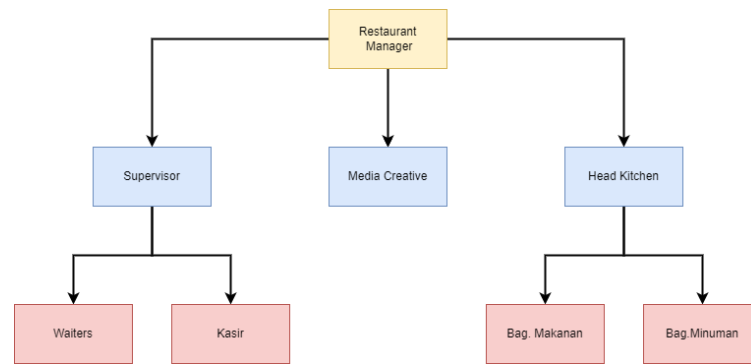 Restaurant
Manager
Supervisor
Media Creative
Head Kitchen
Waiters
Kasir
Bag. Makanan
Bag.Minuman